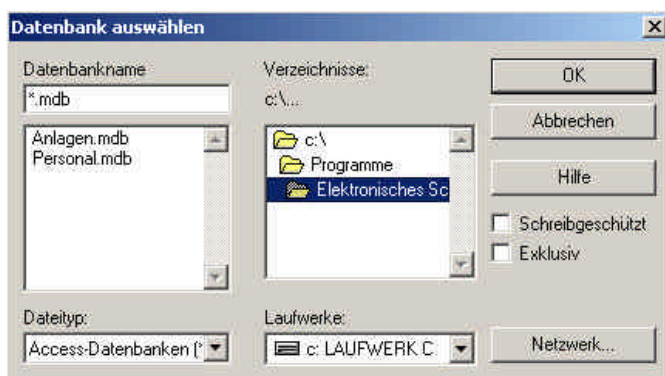 Datenbank auswählen
Datenbankname
*.mdb
Anlagen.mdb
Personal.mdb
Dateityp:
Access-Datenbanken (*
Verzeichnisse:
c:\...
c:\
Programme
Elektronisches Sc
Laufwerke:
c: LAUFWERK C
OK
Abbrechen
Hilfe
Schreibgeschützt
Exklusiv
Netzwerk...